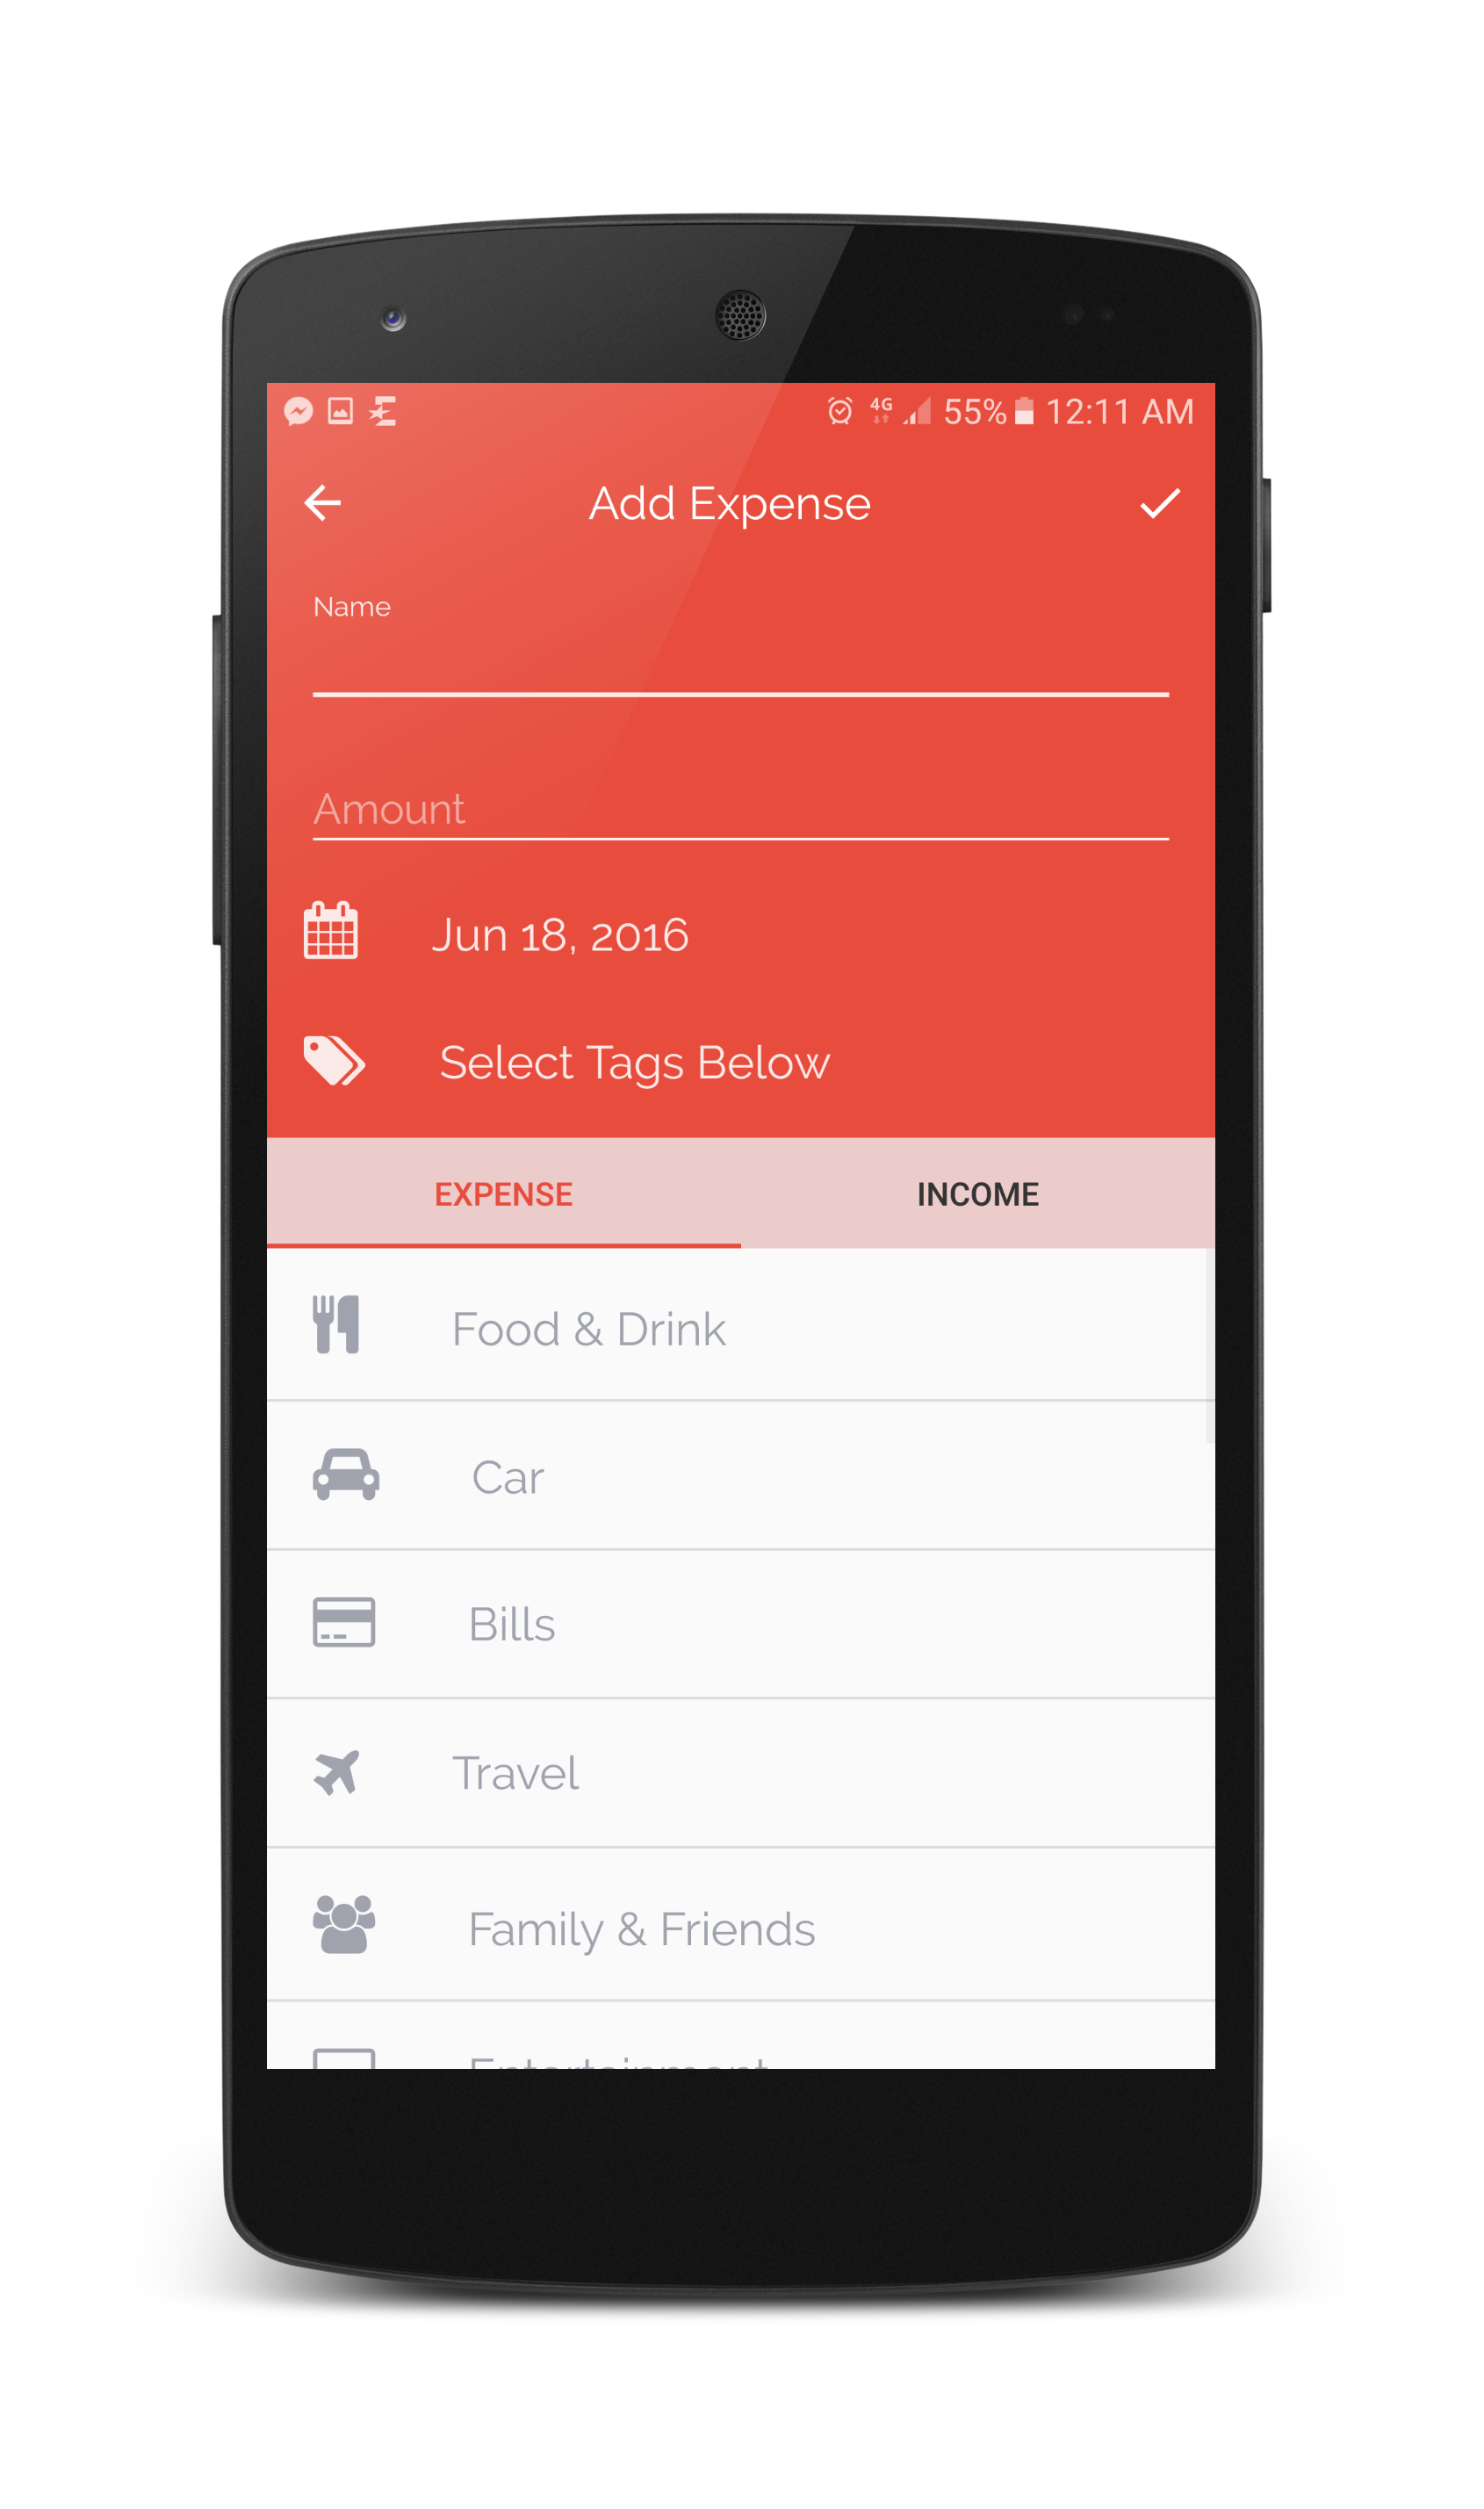 4G 55% 12:11 AM
Add Expense
Name
Amount
Jun 18, 2016
Select Tags Below
EXPENSE INCOME
Food & Drink
Car
Bills
Travel
Family & Friends
Entertainment